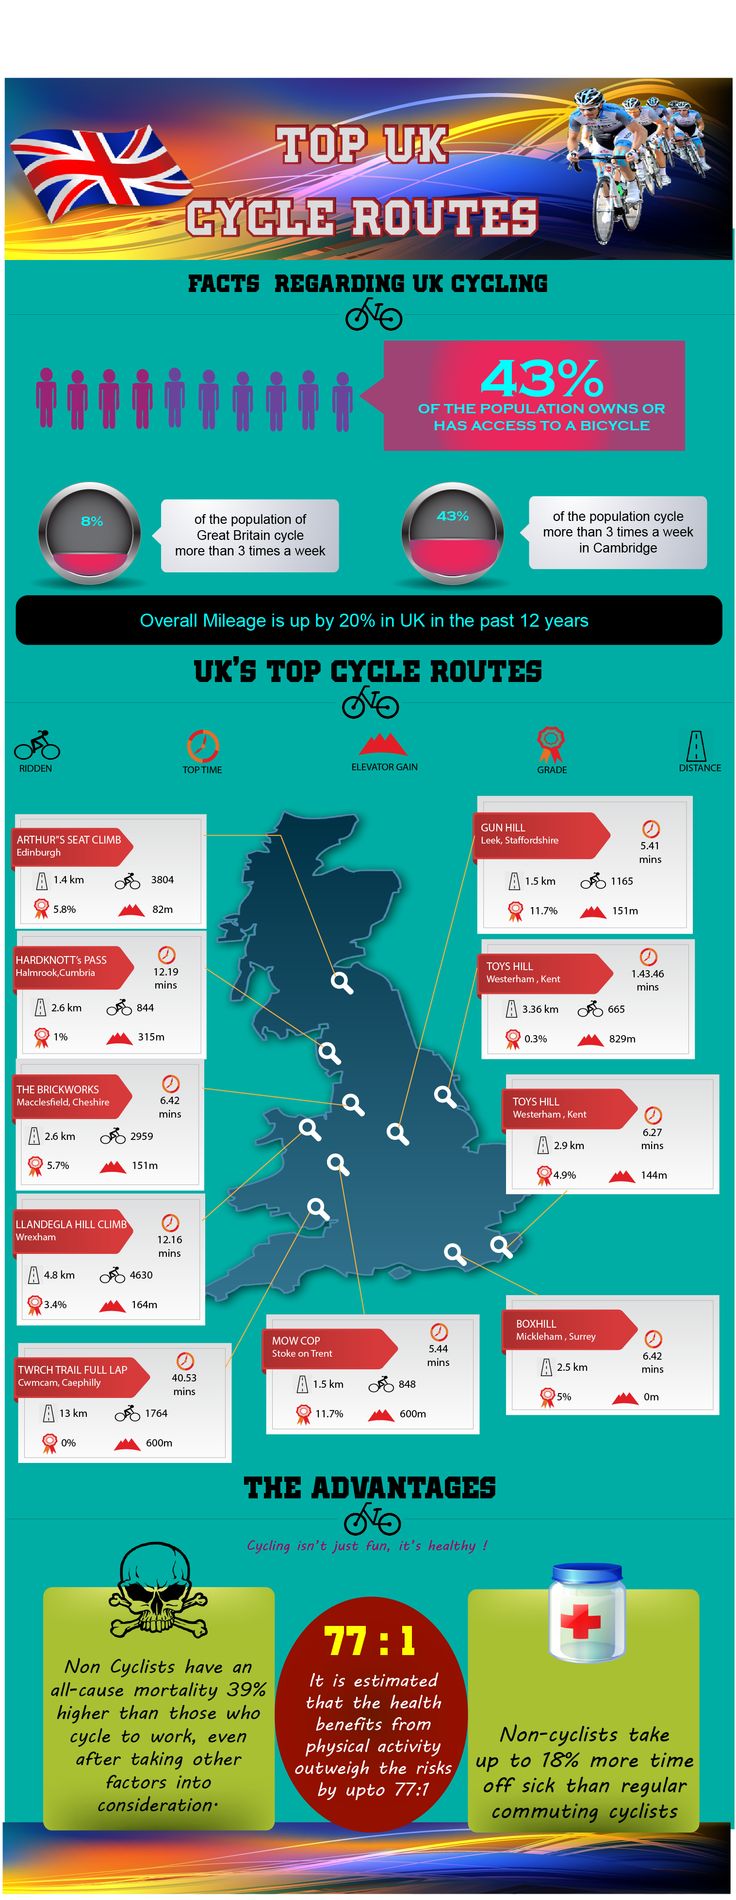 TOP UK
CYCLE ROUTES
FACTS REGARDING UK CYCLING
43%
OF THE POPULATION OWNS OR
HAS ACCESS TO A BICYCLE
8%
of the population of
Great Britain cycle
more than 3 times a week
43%
of the population cycle
more than 3 times a week
in Cambridge
Overall Mileage is up by 20% in UK in the past 12 years
UK'S TOP CYCLE ROUTES
RIDDEN
TOP TIME
ELEVATOR GAIN
GRADE
DISTANCE
ARTHUR"S SEAT CLIMB
Edinburgh
1.4 km
3804
5.8%
82m
GUN HILL
Leek, Staffordshire
5.41
mins
1.5 km
1165
11.7%
151m
HARDKNOTT's PASS
Halmrook,Cumbria
12.19
mins
2.6 km
844
1%
315m
TOYS HILL
Westerham , Kent
1.43.46
mins
3.36 km
665
0.3%
829m
THE BRICKWORKS
Macclesfield, Cheshire
6.42
mins
2.6 km
2959
5.7%
151m
TOYS HILL
Westerham , Kent
6.27
mins
2.9 km
4.9%
144m
LLANDEGLA HILL CLIMB
Wrexham
12.16
mins
4.8 km
4630
3.4%
164m
BOXHILL
Mickleham , Surrey
6.42
mins
2.5 km
5%
0m
MOW COP
Stoke on Trent
5.44
mins
1.5 km
848
11.7%
600m
TWRCH TRAIL FULL LAP
Cwmcam, Caephilly
40.53
mins
13 km
1764
0%
600m
THE ADVANTAGES
Cycling isn't just fun, it's healthy !
Non Cyclists have an
all-cause mortality 39%
higher than those who
cycle to work, even
after taking other
factors into
consideration.
77 : 1
It is estimated
that the health
benefits from
physical activity
outweigh the risks
by upto 77:1
Non-cyclists take
up to 18% more time
off sick than regular
commuting cyclists